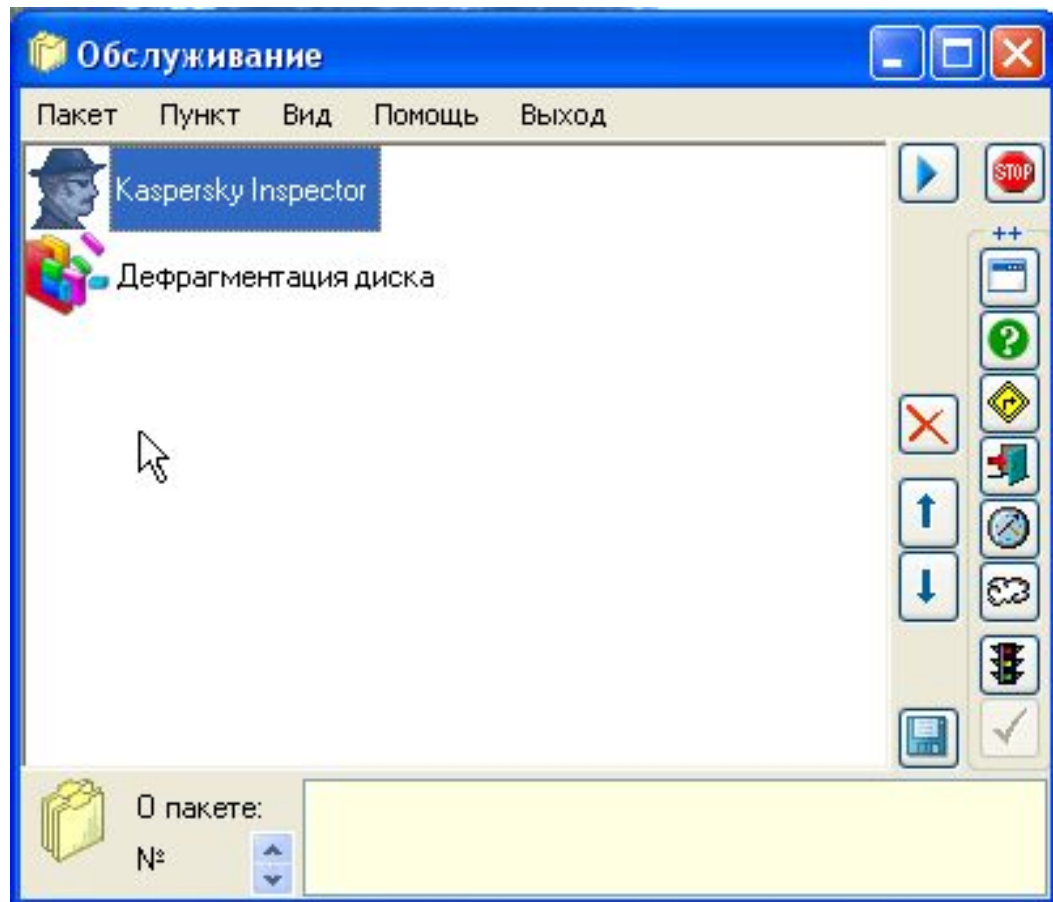 Обслуживание
Пакет Пункт Вид Помощь Выход
Kaspersky Inspector
STOP
++
Дефрагментация диска
О пакете:
№